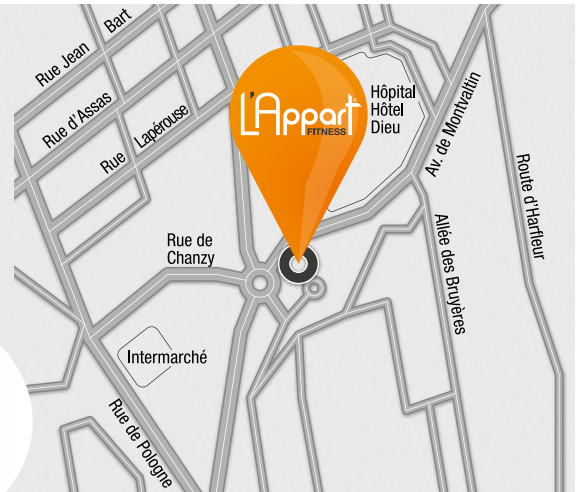 Rue Jean Bart
Rue d'Assas
Rue Lapérouse
L'Appart
FITNESS
Hôpital
Hôtel
Dieu
Av. de Montvaltin
Route d'Harfleur
Allée des Bruyères
Rue de
Chanzy
Intermarché
Rue de Pologne